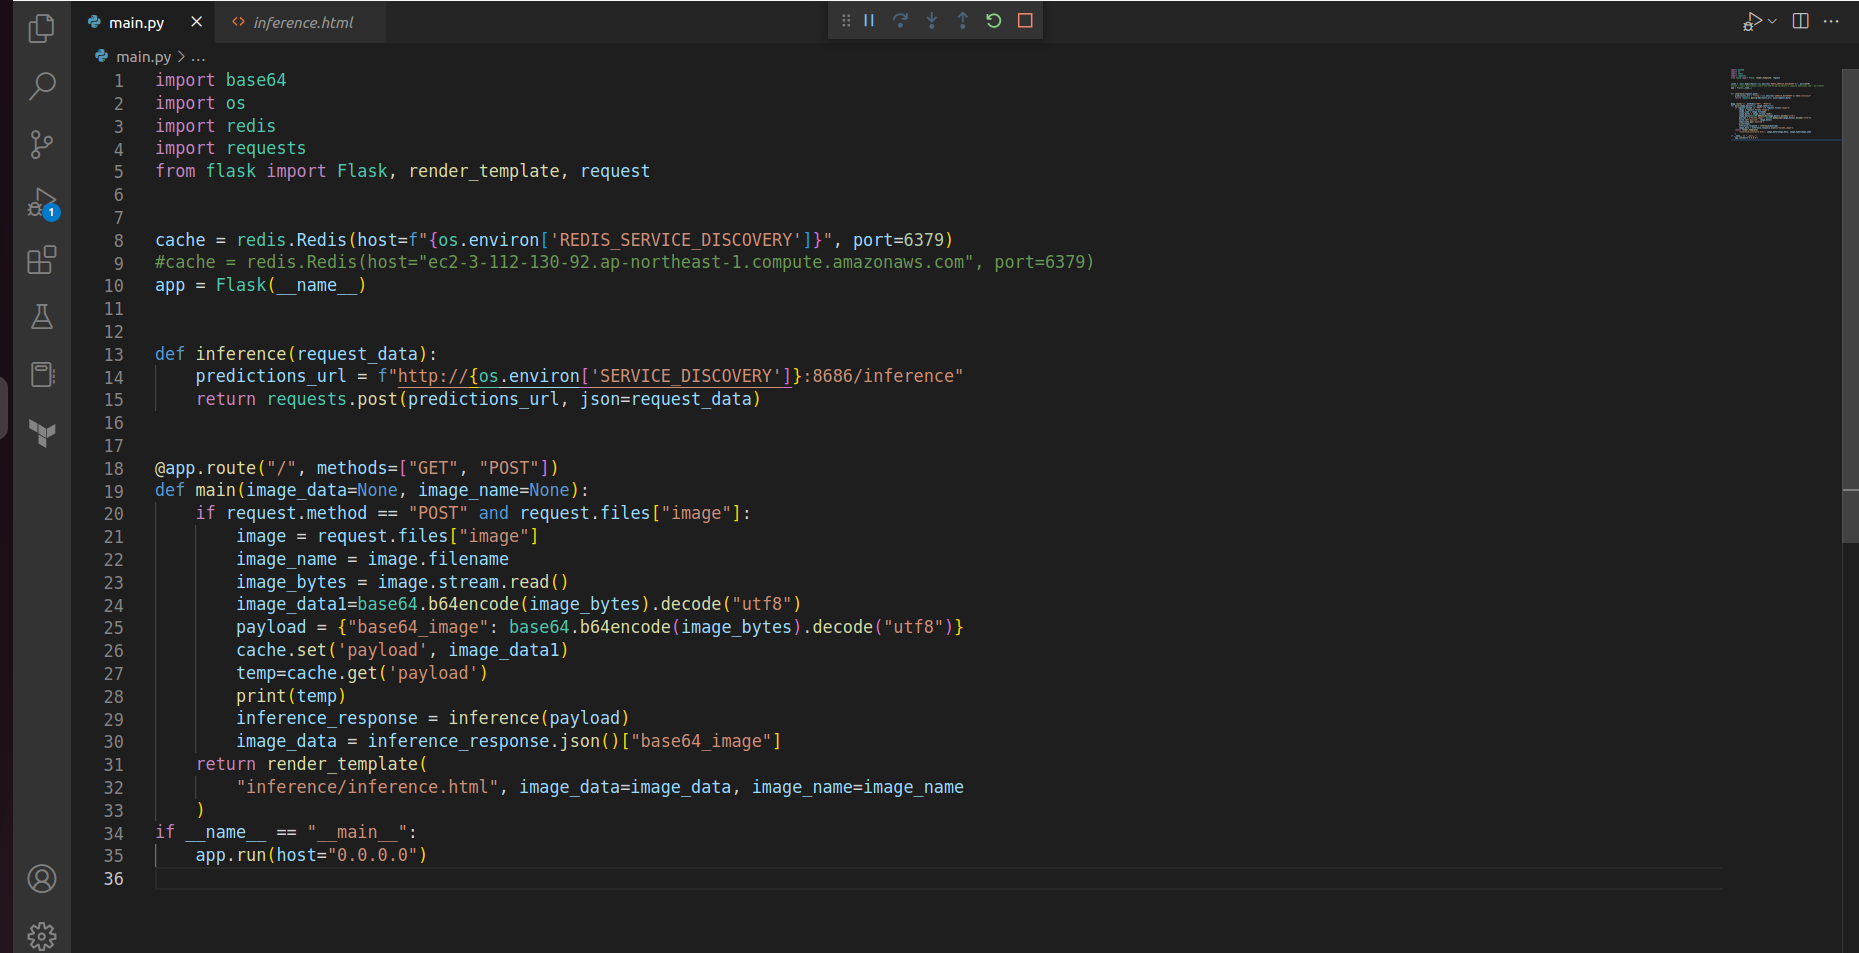 main.py
inference.html
main.py > ...
1 import base64
2 import os
3 import redis
4 import requests
5 from flask import Flask, render_template, request
6
7
8 cache = redis.Redis(host=f"{os.environ['REDIS_SERVICE_DISCOVERY']}", port=6379)
9 #cache = redis.Redis(host="ec2-3-112-130-92.ap-northeast-1.compute.amazonaws.com", port=6379)
10 app = Flask(__name__)
11
12
13 def inference(request_data):
14     predictions_url = f"http://{os.environ['SERVICE_DISCOVERY']}:8686/inference"
15     return requests.post(predictions_url, json=request_data)
16
17
18 @app.route("/", methods=["GET", "POST"])
19 def main(image_data=None, image_name=None):
20     if request.method == "POST" and request.files["image"]:
21         image = request.files["image"]
22         image_name = image.filename
23         image_bytes = image.stream.read()
24         image_data1=base64.b64encode(image_bytes).decode("utf8")
25         payload = {"base64_image": base64.b64encode(image_bytes).decode("utf8")}
26         cache.set('payload', image_data1)
27         temp=cache.get('payload')
28         print(temp)
29         inference_response = inference(payload)
30         image_data = inference_response.json()["base64_image"]
31     return render_template(
32         "inference/inference.html", image_data=image_data, image_name=image_name
33     )
34 if __name__ == "__main__":
35     app.run(host="0.0.0.0")
36
1